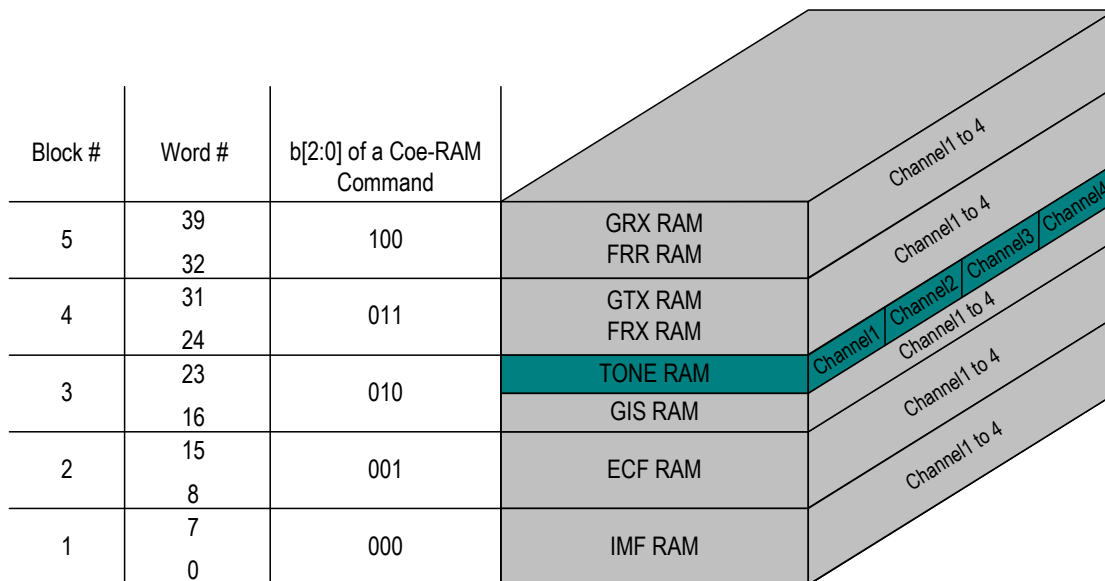 Block #
Word #
b[2:0] of a Coe-RAM
Command
5
39
32
100
GRX RAM
FRR RAM
Channel1 to 4
4
31
24
011
GTX RAM
FRX RAM
Channel1 to 4
3
23
16
010
TONE RAM
Channel1
Channel2
Channel3
Channel4
GIS RAM
Channel1 to 4
2
15
8
001
ECF RAM
Channel1 to 4
1
7
0
000
IMF RAM
Channel1 to 4